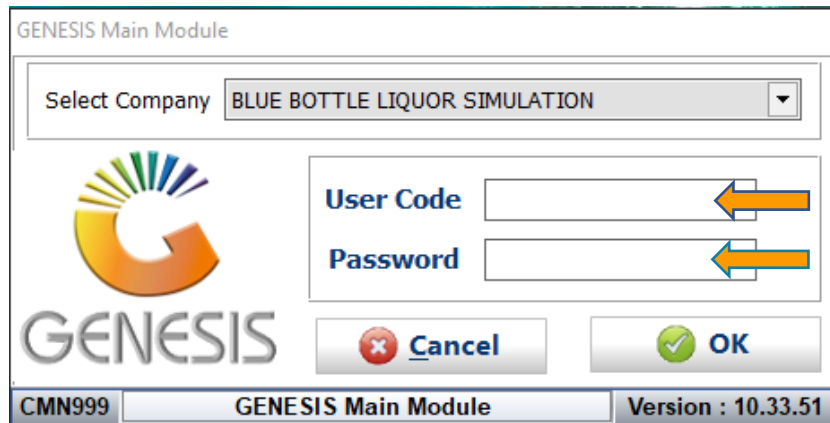 GENESIS Main Module
Select Company BLUE BOTTLE LIQUOR SIMULATION
User Code
Password
GENESIS
Cancel OK
CMN999 GENESIS Main Module Version : 10.33.51